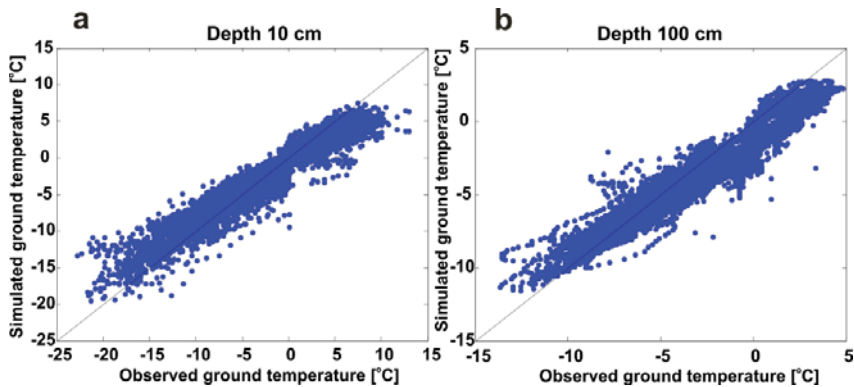 a
Depth 10 cm
Simulated ground temperature [°C]
15
10
5
0
-5
-10
-15
-20
-25
-25 -20 -15 -10 -5 0 5 10 15
Observed ground temperature [°C]
b
Depth 100 cm
Simulated ground temperature [°C]
5
0
-5
-10
-15
-15 -10 -5 0 5
Observed ground temperature [°C]